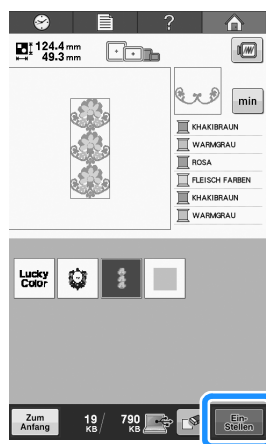 ?
124.4 mm
49.3 mm
min
KHAKIBRAUN
WARMGRAU
ROSA
FLEISCH FARBEN
KHAKIBRAUN
WARMGRAU
Lucky
Color
Zum
Anfang
19
KB/
790
KB
Ein-
Stellen